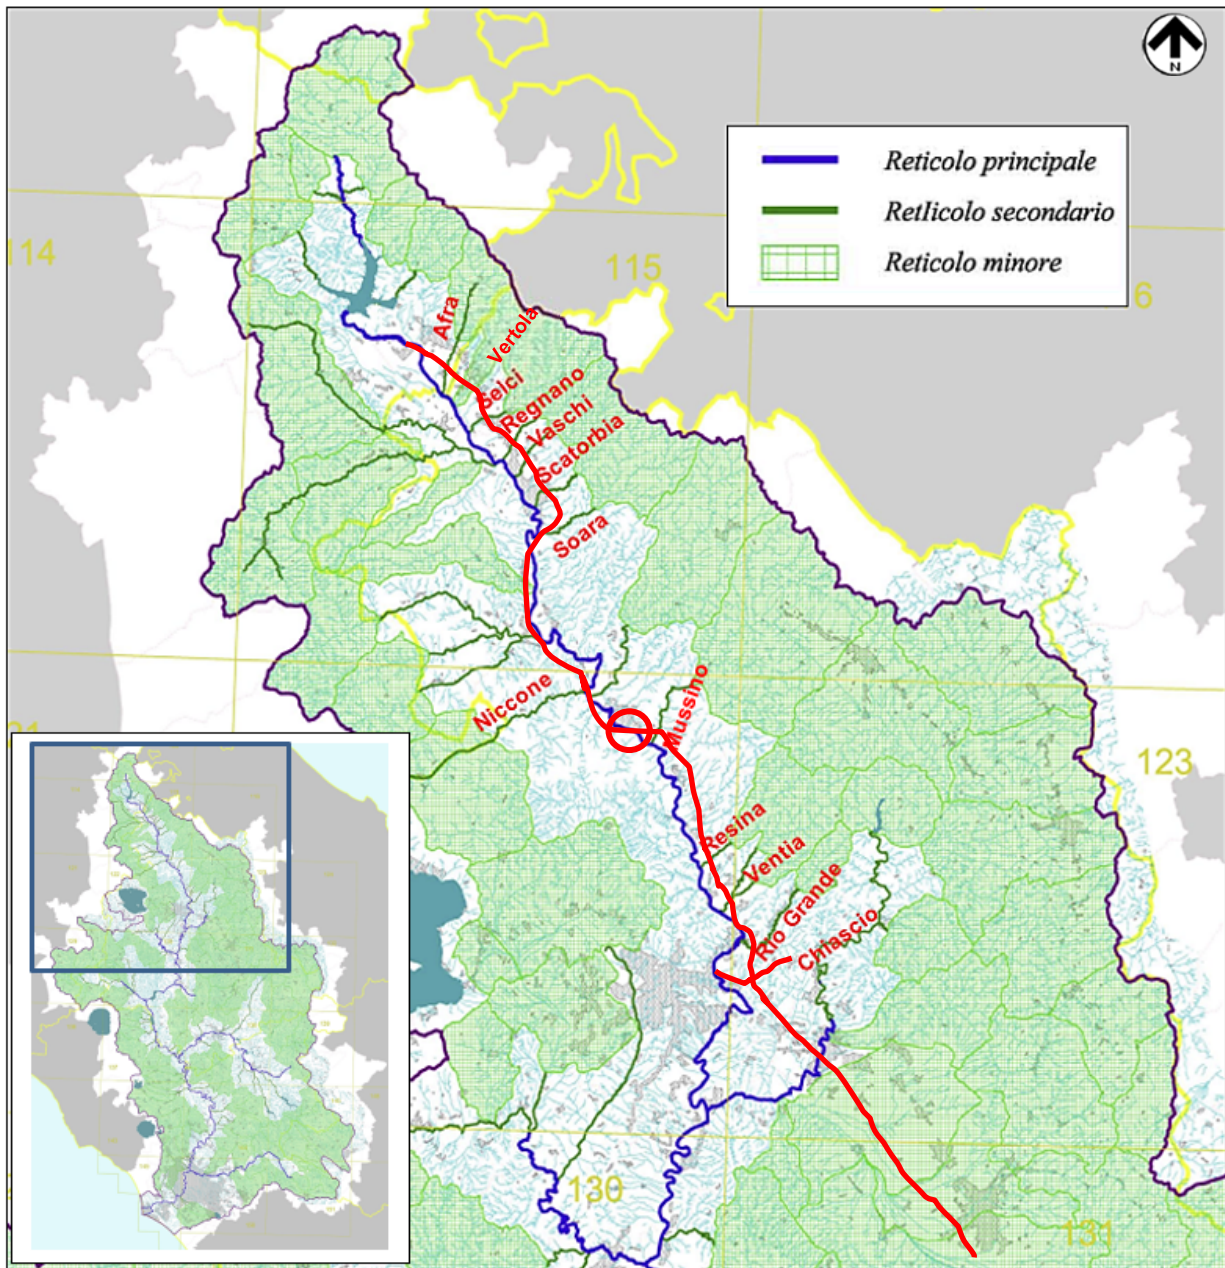 N
Reticolo principale
Retlicolo secondario
Reticolo minore
114
115
6
Afra
Vertola
Selci
Regnano
Vaschi
Scatorbia
Soara
Niccone
Mussino
123
Resina
Ventia
Rio Grande
Chiascio
130
131